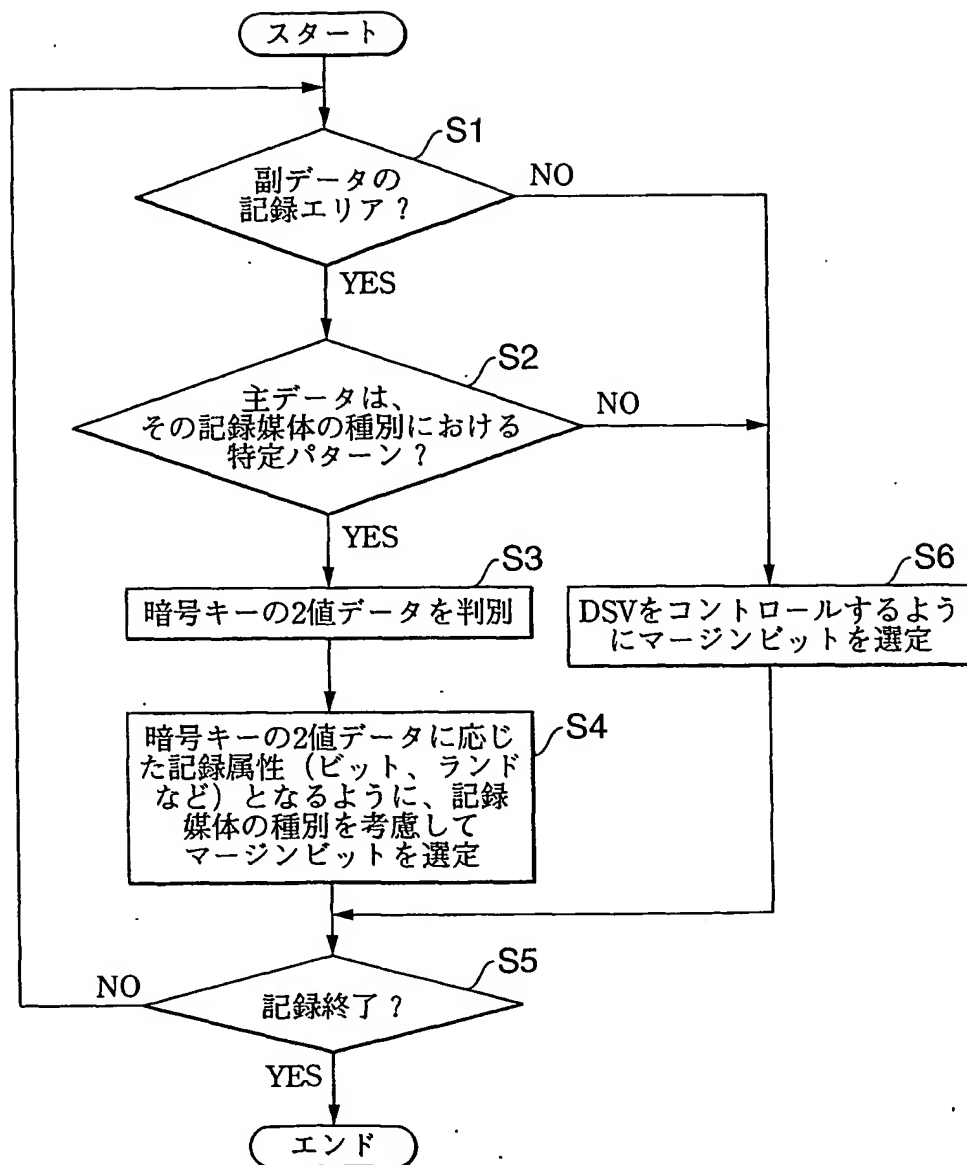 スタート
S1
副データの
記録エリア？
NO
YES
S2
主データは、
その記録媒体の種別における
特定パターン？
NO
YES
S3
暗号キーの2値データを判別
S6
DSVをコントロールするよう
にマージンビットを選定
S4
暗号キーの2値データに応じ
た記録属性（ピット、ランド
など）となるように、記録
媒体の種別を考慮して
マージンビットを選定
S5
記録終了？
NO
YES
エンド